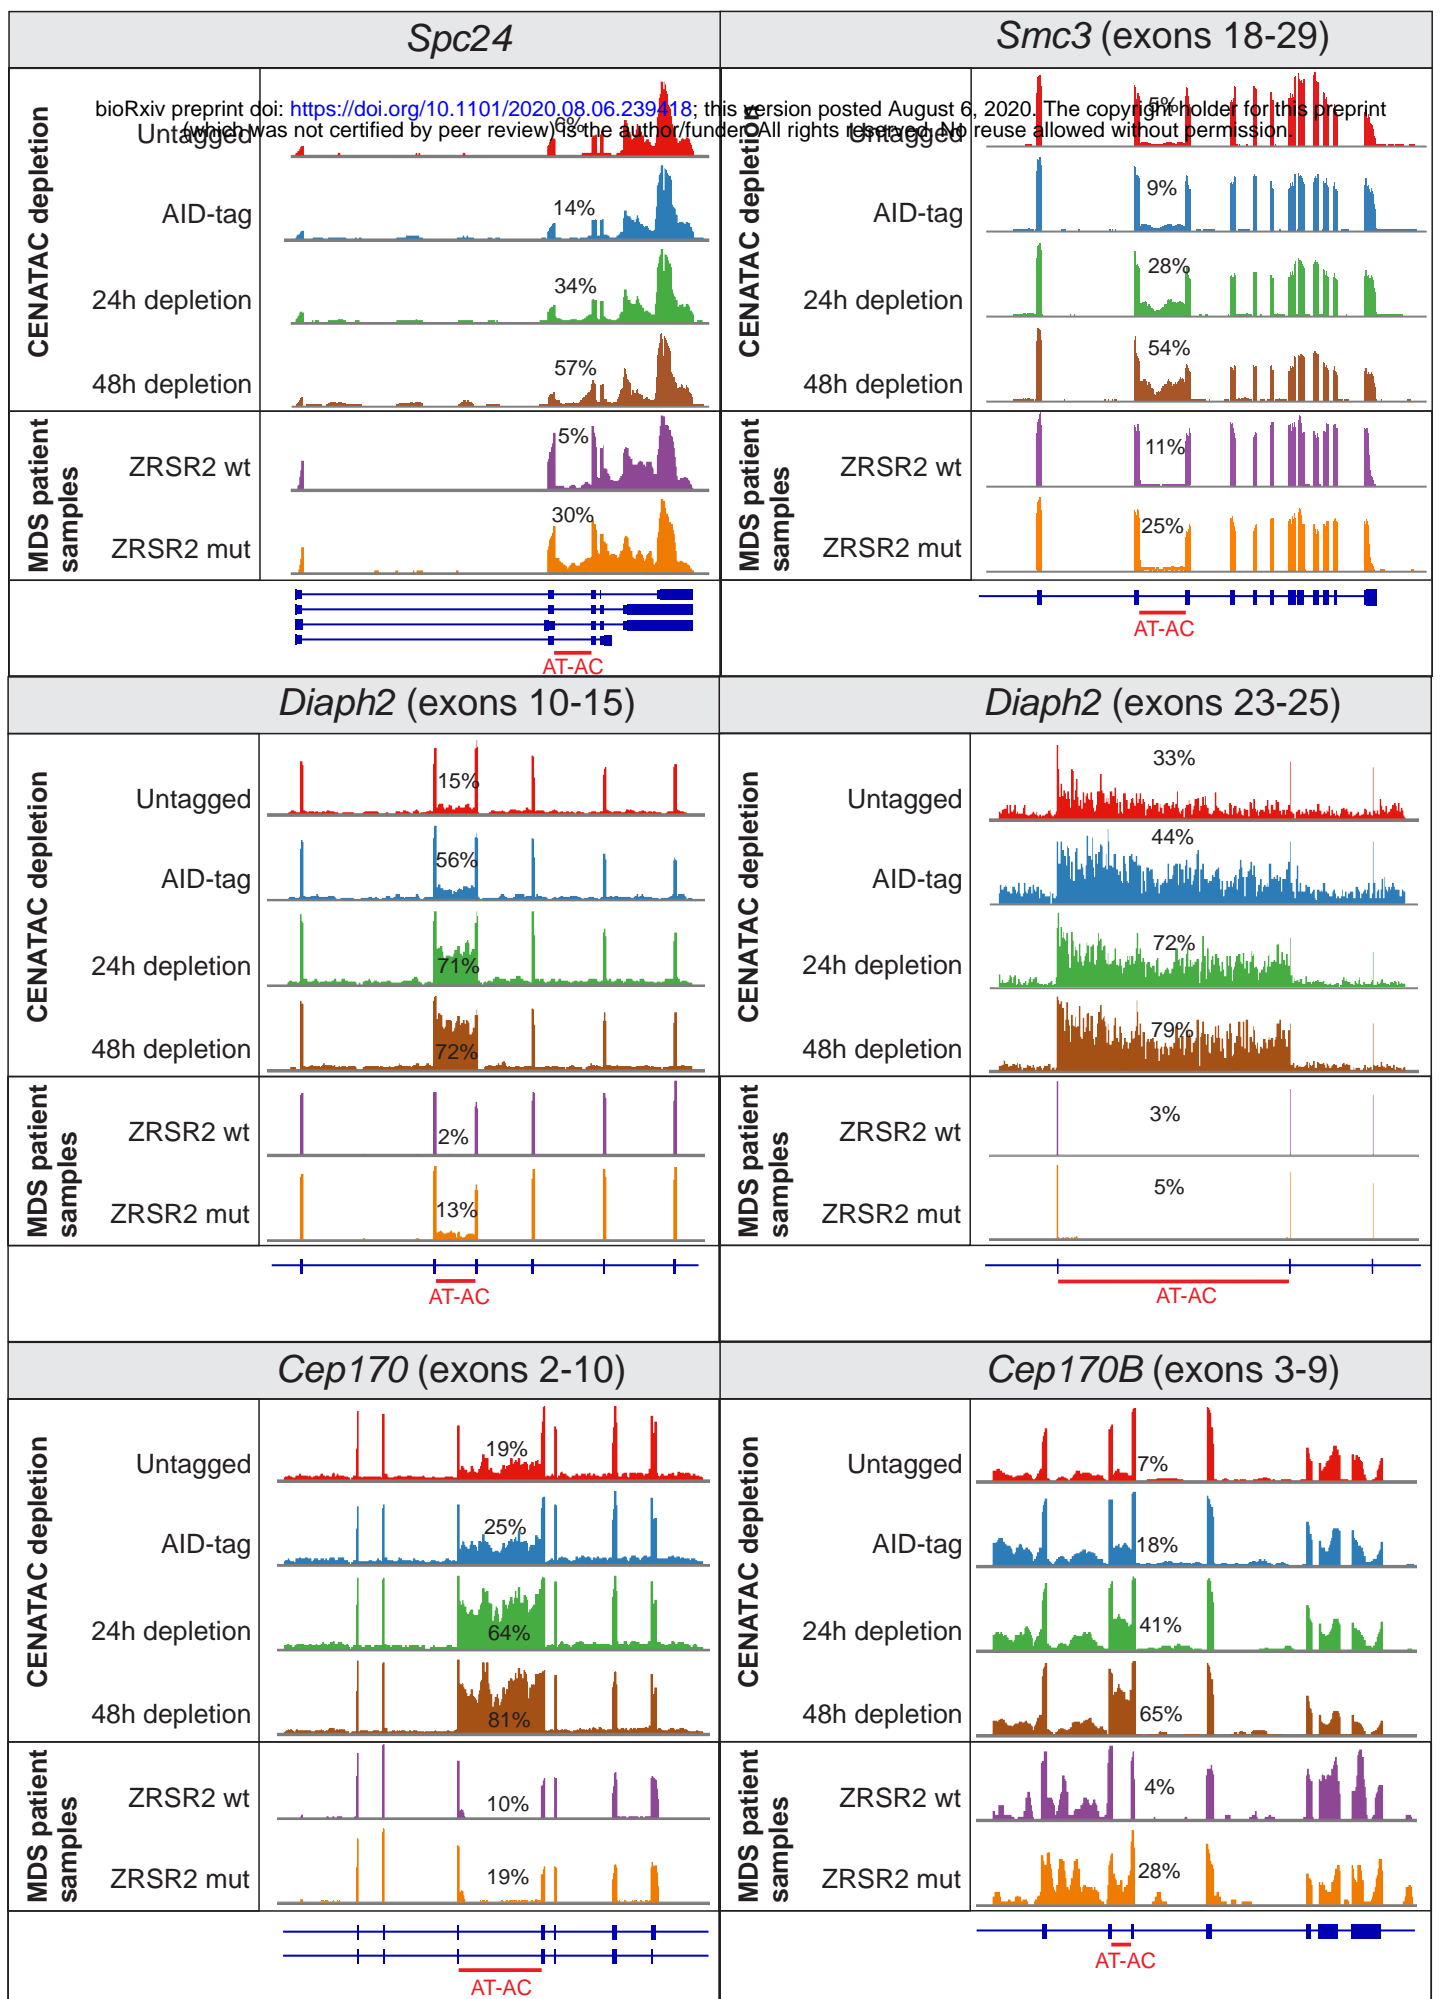 Spc24
Smc3 (exons 18-29)
bioRxiv preprint doi: https://doi.org/10.1101/2020.08.06.239418; this version posted August 6, 2020. The copyright holder for this preprint
(which was not certified by peer review) is the author/funder. All rights reserved. No reuse allowed without permission.
CENATAC depletion
Untagged
6%
AID-tag
14%
24h depletion
34%
48h depletion
57%
MDS patient
samples
ZRSR2 wt
5%
ZRSR2 mut
30%
AT-AC
CENATAC depletion
Untagged
5%
AID-tag
9%
24h depletion
28%
48h depletion
54%
MDS patient
samples
ZRSR2 wt
11%
ZRSR2 mut
25%
AT-AC
Diaph2 (exons 10-15)
CENATAC depletion
Untagged
15%
AID-tag
56%
24h depletion
71%
48h depletion
72%
MDS patient
samples
ZRSR2 wt
2%
ZRSR2 mut
13%
AT-AC
Diaph2 (exons 23-25)
CENATAC depletion
Untagged
33%
AID-tag
44%
24h depletion
72%
48h depletion
79%
MDS patient
samples
ZRSR2 wt
3%
ZRSR2 mut
5%
AT-AC
Cep170 (exons 2-10)
CENATAC depletion
Untagged
19%
AID-tag
25%
24h depletion
64%
48h depletion
81%
MDS patient
samples
ZRSR2 wt
10%
ZRSR2 mut
19%
AT-AC
Cep170B (exons 3-9)
CENATAC depletion
Untagged
7%
AID-tag
18%
24h depletion
41%
48h depletion
65%
MDS patient
samples
ZRSR2 wt
4%
ZRSR2 mut
28%
AT-AC